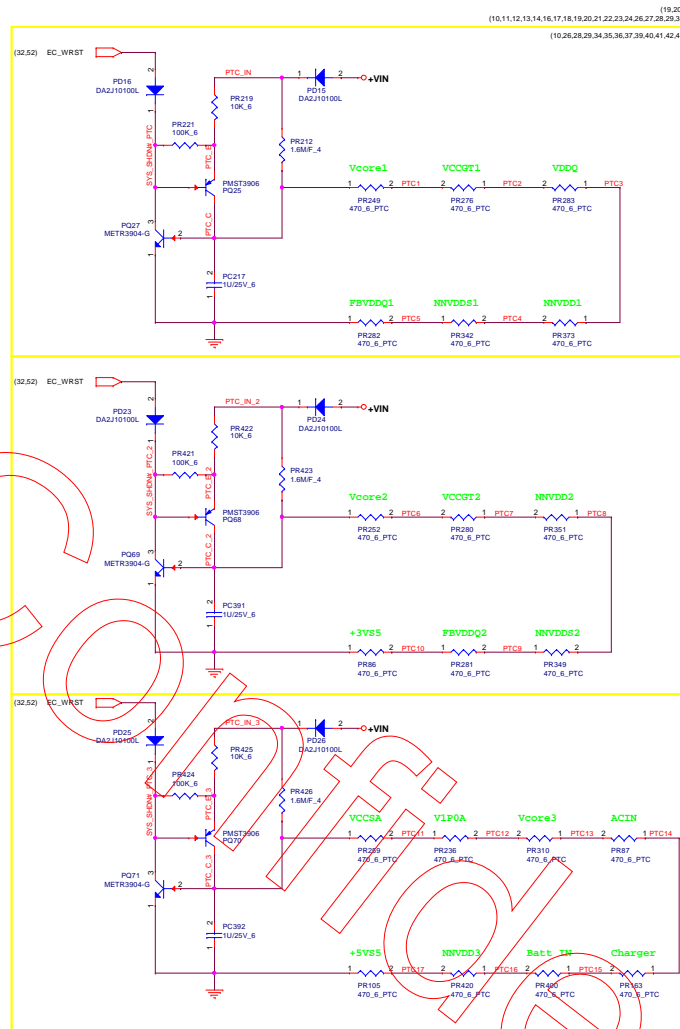 (19,20
(10,11,12,13,14,16,17,18,19,20,21,22,23,24,26,27,28,29,3
(10,26,28,29,34,35,36,37,39,40,41,42,4
(32,52) EC_WRST
PTC_IN
PD16
DA2J10100L
PR219
10K_6
PD15
DA2J10100L
+VIN
PR221
100K_6
PR212
1.6M/F_4
SYS_SHDN#_PTC
PMST3906
PQ25
PTC_C
PQ27
METR3904-G
PC217
1U/25V_6
Vcore1 VCCGT1 VDDQ
PTC1 PTC2 PTC3
PR249 PR276 PR283
470_6_PTC 470_6_PTC 470_6_PTC
FBVDDQ1 NNVDDS1 NNVDD1
PTC5 PTC4
PR282 PR342 PR373
470_6_PTC 470_6_PTC 470_6_PTC
(32,52) EC_WRST
PTC_IN_2
PD23
DA2J10100L
PR422
10K_6
PD24
DA2J10100L
+VIN
PR421
100K_6
PR423
1.6M/F_4
SYS_SHDN#_PTC_2
PTC_E_2
PMST3906
PQ68
PTC_C_2
PQ69
METR3904-G
PC391
1U/25V_6
Vcore2 VCCGT2 NNVDD2
PTC6 PTC7 PTC8
PR252 PR280 PR351
470_6_PTC 470_6_PTC 470_6_PTC
+3VS5 FBVDDQ2 NNVDDS2
PTC10 PTC9
PR86 PR281 PR349
470_6_PTC 470_6_PTC 470_6_PTC
(32,52) EC_WRST
PTC_IN_3
PD25
DA2J10100L
PR425
10K_6
PD26
DA2J10100L
+VIN
PR424
100K_6
PR426
1.6M/F_4
SYS_SHDN#_PTC_3
PTC_E_3
PMST3906
PQ70
PTC_C_3
PQ71
METR3904-G
PC392
1U/25V_6
VCCSA V1P0A Vcore3 ACIN
PTC11 PTC12 PTC13 PTC14
PR259 PR236 PR310 PR87
470_6_PTC 470_6_PTC 470_6_PTC 470_6_PTC
+5VS5 NNVDD3 Batt_IN Charger
PTC17 PTC16 PTC15
PR105 PR420 PR400 PR163
470_6_PTC 470_6_PTC 470_6_PTC 470_6_PTC
Confide